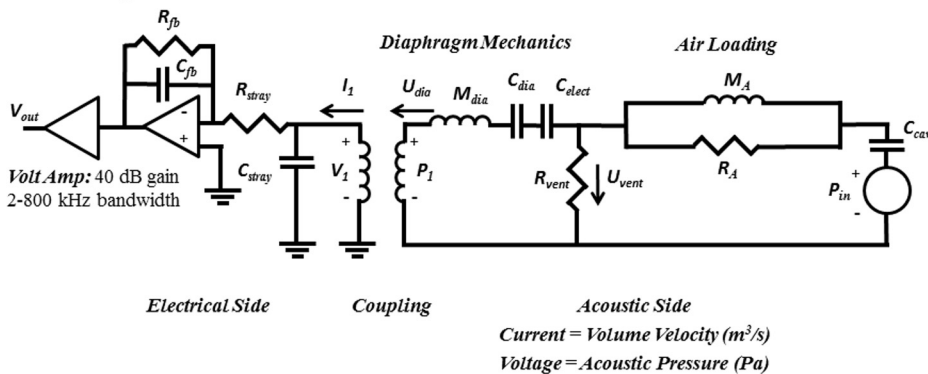 R_fb
C_fb
Diaphragm Mechanics
Air Loading
V_out
R_stray
I_1
U_dia
M_dia
C_dia
C_elect
M_A
C_cav
-
+
C_stray
+
V_1
-
+
P_1
-
R_vent
U_vent
R_A
P_in
+
-
Volt Amp: 40 dB gain
2-800 kHz bandwidth
Electrical Side
Coupling
Acoustic Side
Current = Volume Velocity (m³/s)
Voltage = Acoustic Pressure (Pa)